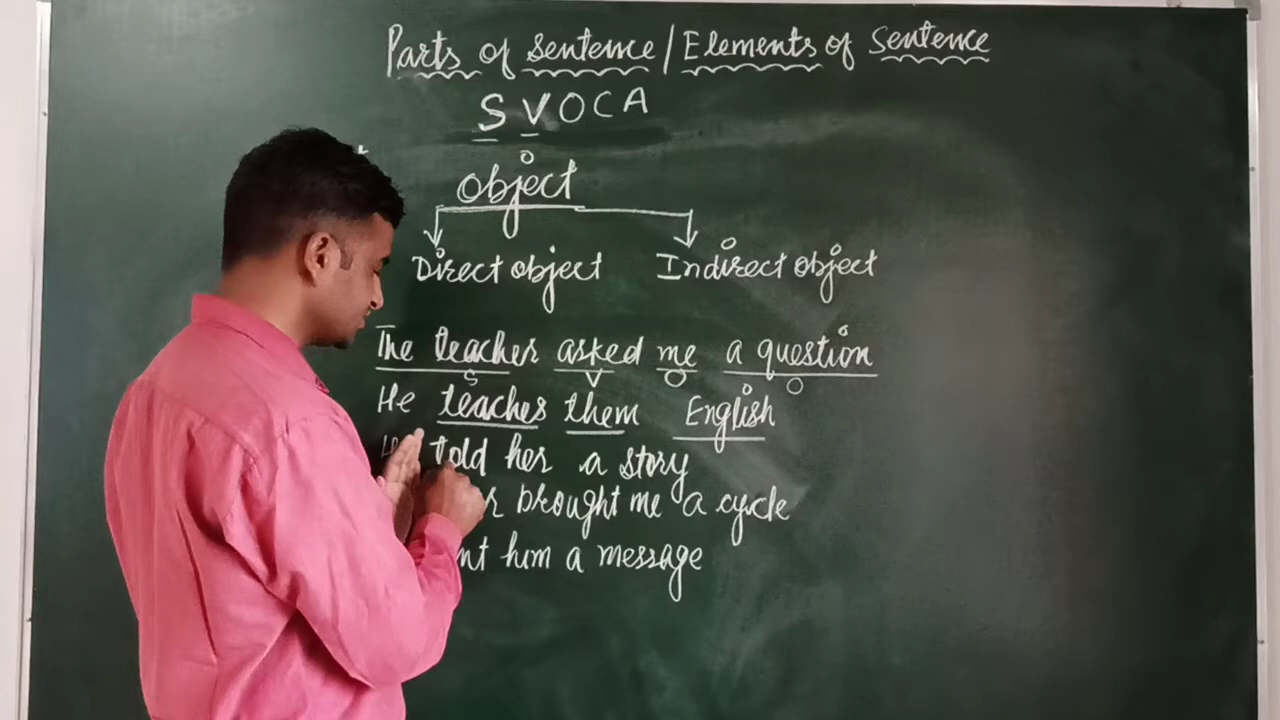 Parts of Sentence / Elements of Sentence
S V O C A
Object
Direct object Indirect object
The teacher asked me a question
S V O O
He teaches them English
told her a story
brought me a cycle
him a message